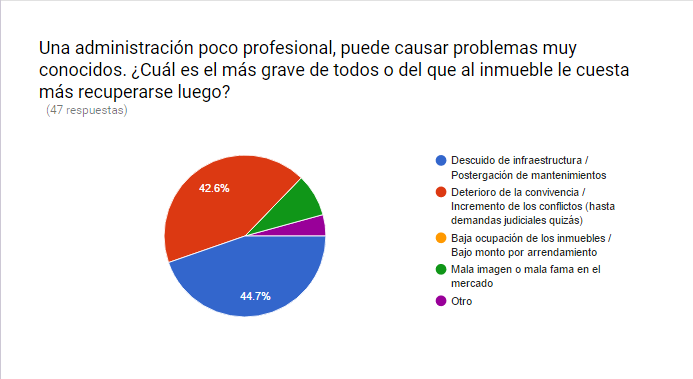 Una administración poco profesional, puede causar problemas muy
conocidos. ¿Cuál es el más grave de todos o del que al inmueble le cuesta
más recuperarse luego?
(47 respuestas)
42.6%
44.7%
Descuido de infraestructura /
Postergación de mantenimientos
Deterioro de la convivencia /
Incremento de los conflictos (hasta
demandas judiciales quizás)
Baja ocupación de los inmuebles /
Bajo monto por arrendamiento
Mala imagen o mala fama en el
mercado
Otro